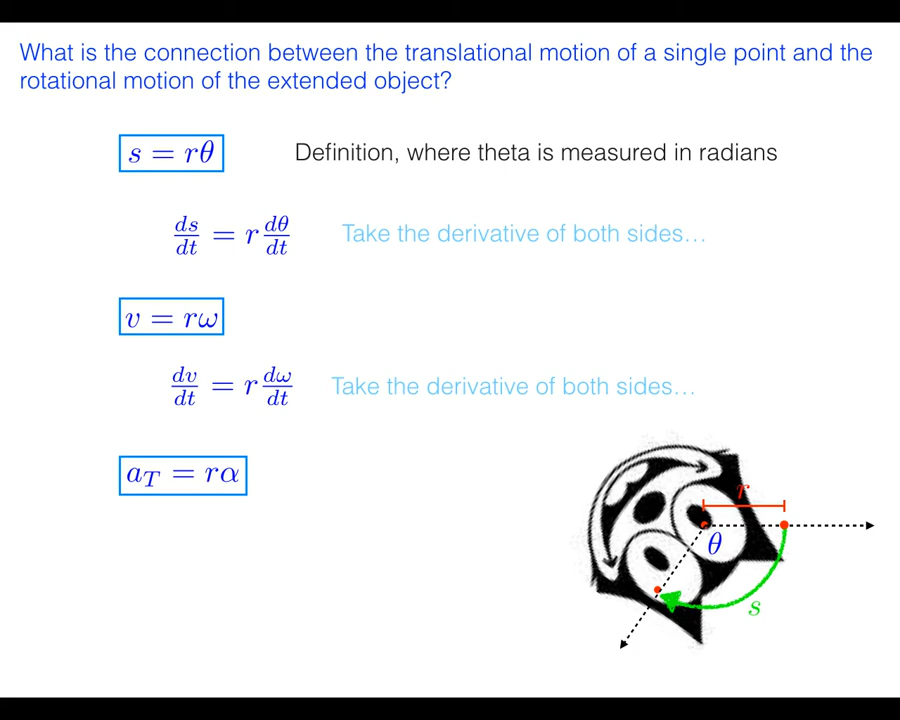 What is the connection between the translational motion of a single point and the
rotational motion of the extended object?
s = rθ Definition, where theta is measured in radians
ds/dt = r dθ/dt Take the derivative of both sides…
v = rω
dv/dt = r dω/dt Take the derivative of both sides…
a_T = rα
r
θ
s